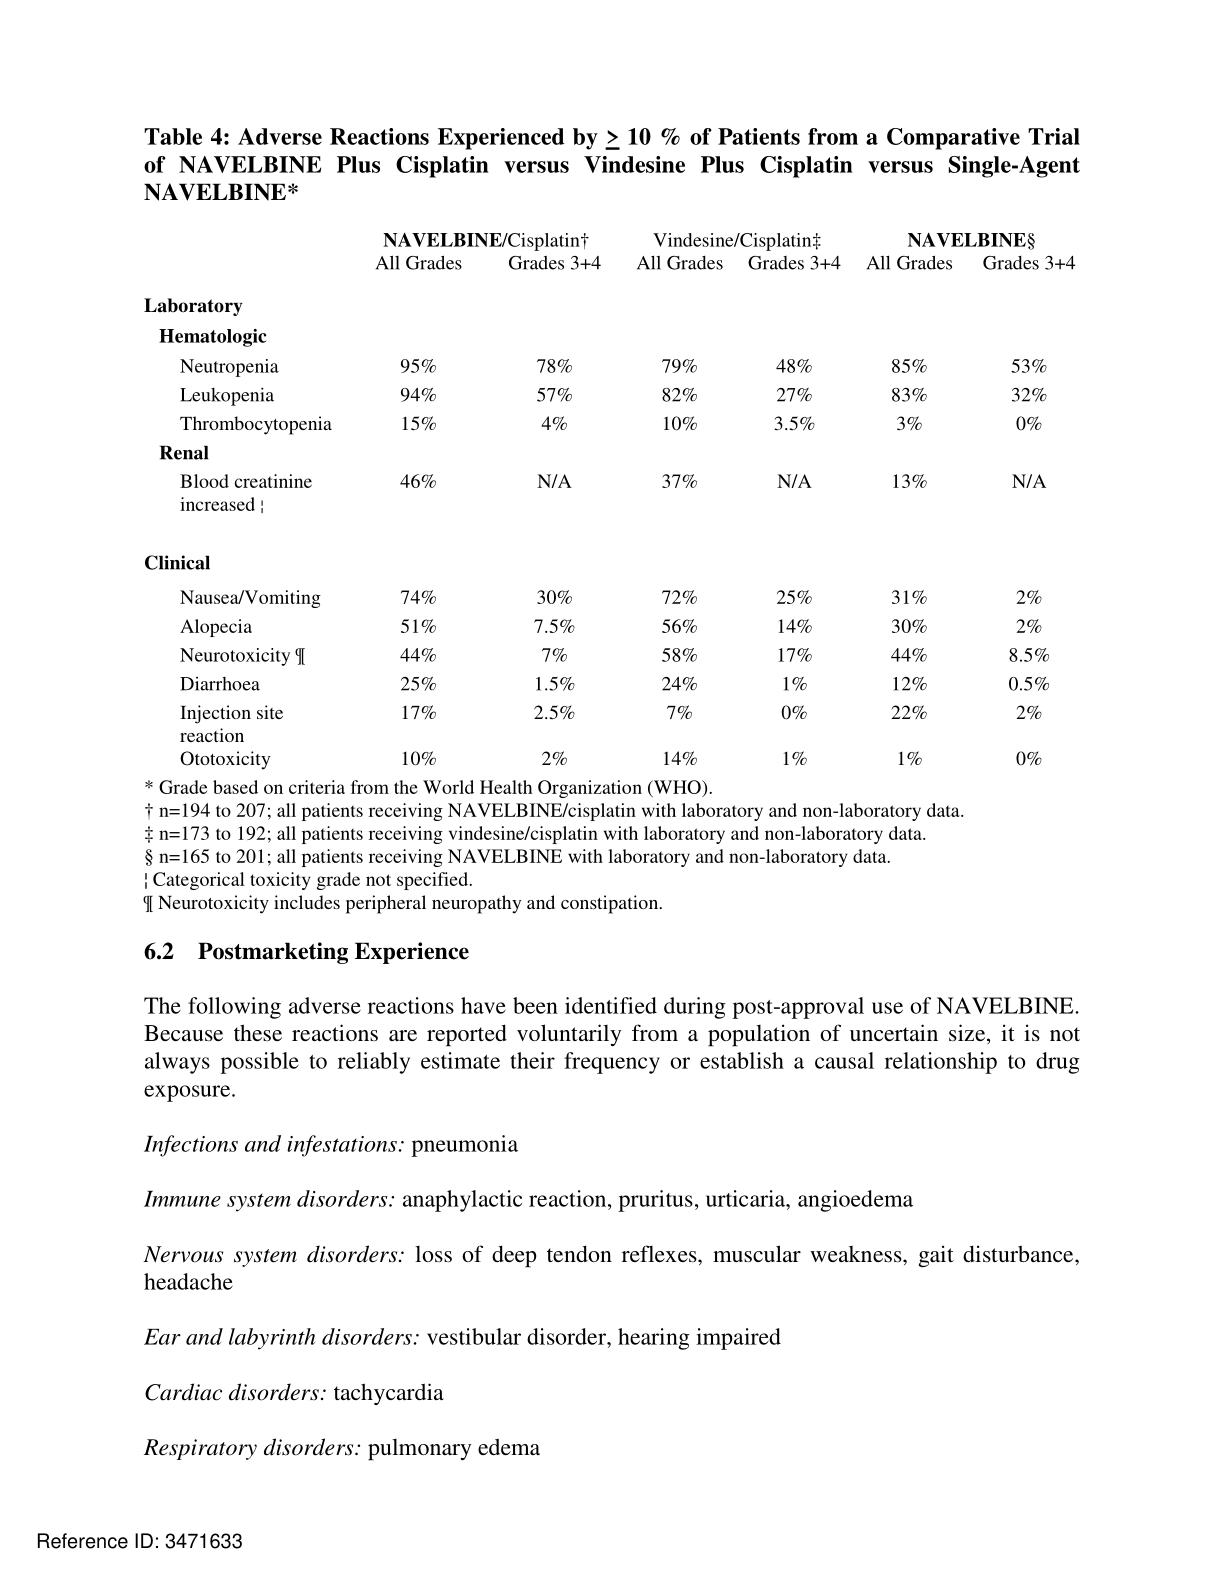 Table 4: Adverse Reactions Experienced by ≥ 10 % of Patients from a Comparative Trial
of NAVELBINE Plus Cisplatin versus Vindesine Plus Cisplatin versus Single-Agent
NAVELBINE*
NAVELBINE/Cisplatin† Vindesine/Cisplatin‡ NAVELBINE§
All Grades Grades 3+4 All Grades Grades 3+4 All Grades Grades 3+4
Laboratory
Hematologic
Neutropenia 95% 78% 79% 48% 85% 53%
Leukopenia 94% 57% 82% 27% 83% 32%
Thrombocytopenia 15% 4% 10% 3.5% 3% 0%
Renal
Blood creatinine 46% N/A 37% N/A 13% N/A
increased ¦
Clinical
Nausea/Vomiting 74% 30% 72% 25% 31% 2%
Alopecia 51% 7.5% 56% 14% 30% 2%
Neurotoxicity ¶ 44% 7% 58% 17% 44% 8.5%
Diarrhoea 25% 1.5% 24% 1% 12% 0.5%
Injection site 17% 2.5% 7% 0% 22% 2%
reaction
Ototoxicity 10% 2% 14% 1% 1% 0%
* Grade based on criteria from the World Health Organization (WHO).
† n=194 to 207; all patients receiving NAVELBINE/cisplatin with laboratory and non-laboratory data.
‡ n=173 to 192; all patients receiving vindesine/cisplatin with laboratory and non-laboratory data.
§ n=165 to 201; all patients receiving NAVELBINE with laboratory and non-laboratory data.
¦ Categorical toxicity grade not specified.
¶ Neurotoxicity includes peripheral neuropathy and constipation.
6.2 Postmarketing Experience
The following adverse reactions have been identified during post-approval use of NAVELBINE.
Because these reactions are reported voluntarily from a population of uncertain size, it is not
always possible to reliably estimate their frequency or establish a causal relationship to drug
exposure.
Infections and infestations: pneumonia
Immune system disorders: anaphylactic reaction, pruritus, urticaria, angioedema
Nervous system disorders: loss of deep tendon reflexes, muscular weakness, gait disturbance,
headache
Ear and labyrinth disorders: vestibular disorder, hearing impaired
Cardiac disorders: tachycardia
Respiratory disorders: pulmonary edema
Reference ID: 3471633